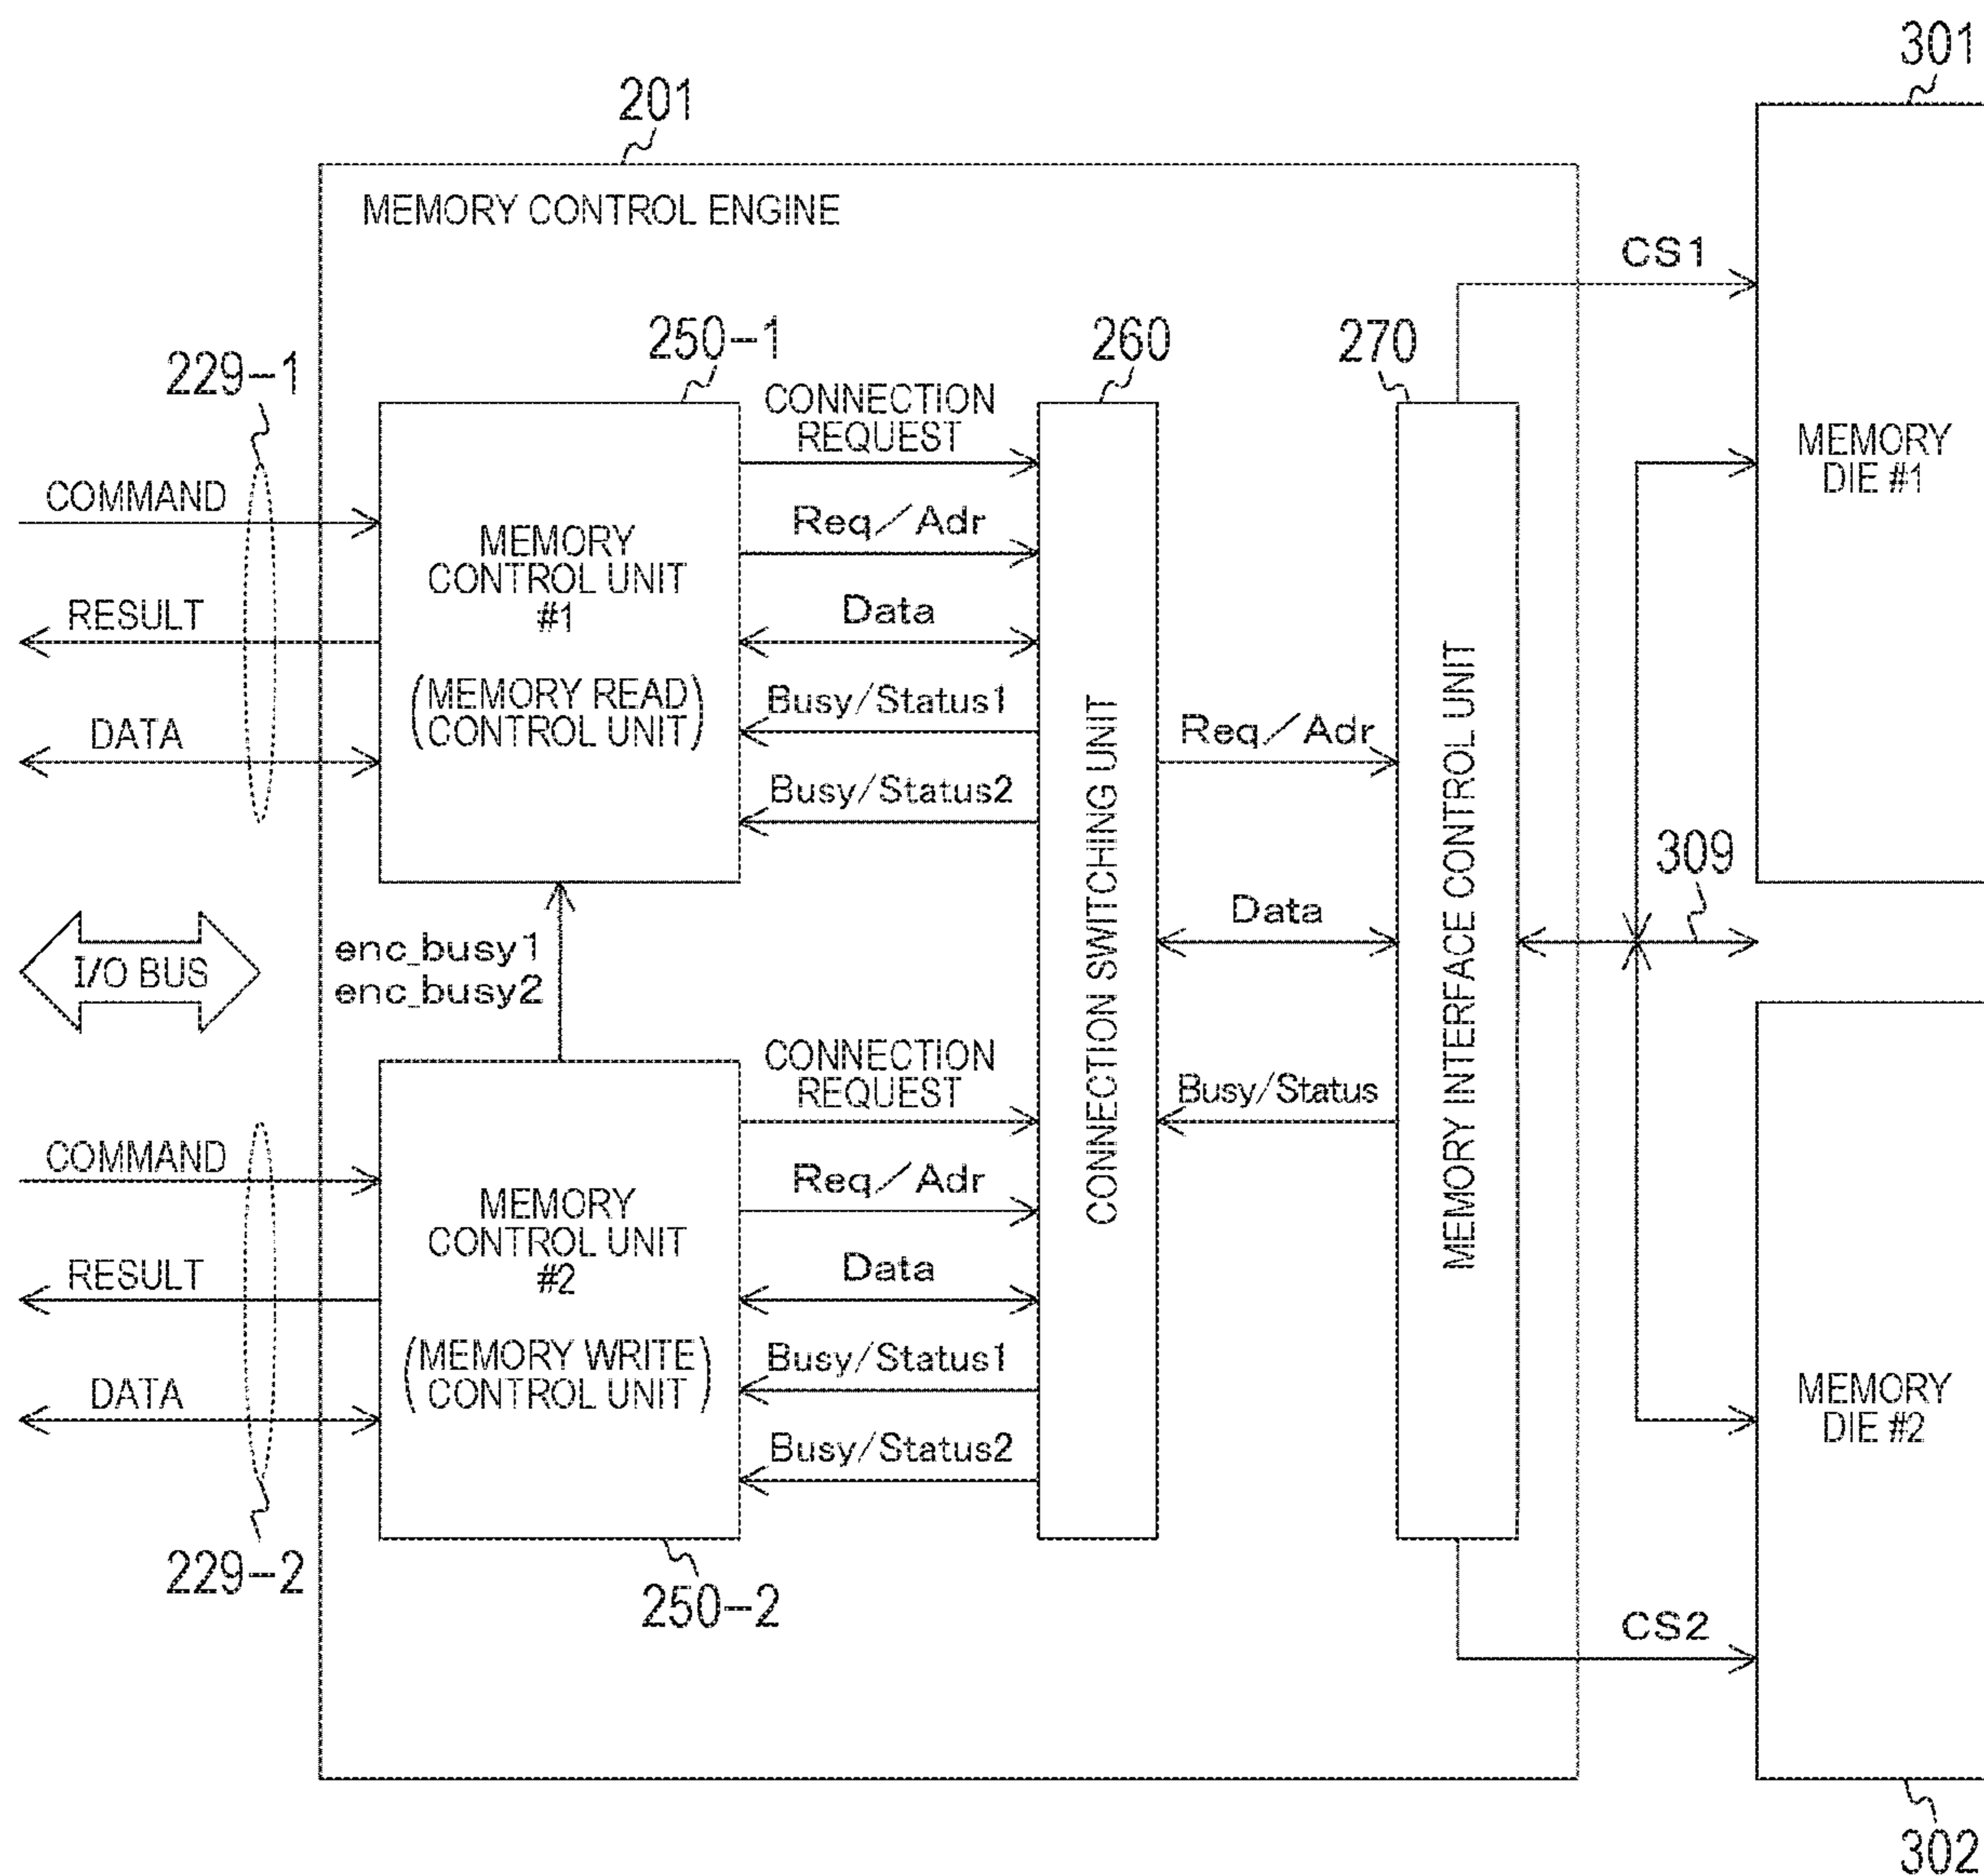 301
201
MEMORY CONTROL ENGINE
CS1
250-1
260
270
229-1
CONNECTION
REQUEST
MEMORY
DIE #1
COMMAND
Req/Adr
MEMORY
CONTROL UNIT
#1
RESULT
Data
(MEMORY READ
CONTROL UNIT)
Busy/Status1
DATA
Req/Adr
Busy/Status2
CONNECTION SWITCHING UNIT
MEMORY INTERFACE CONTROL UNIT
309
Data
enc_busy1
enc_busy2
I/O BUS
CONNECTION
REQUEST
Busy/Status
COMMAND
Req/Adr
MEMORY
CONTROL UNIT
#2
RESULT
Data
(MEMORY WRITE
CONTROL UNIT)
Busy/Status1
DATA
MEMORY
DIE #2
Busy/Status2
229-2
250-2
CS2
302